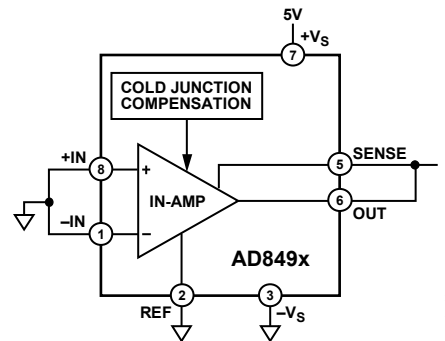 5V
+VS
7
COLD JUNCTION
COMPENSATION
+IN
8
+
5
SENSE
IN-AMP
6
OUT
–IN
1
–
AD849x
2
3
REF
–VS